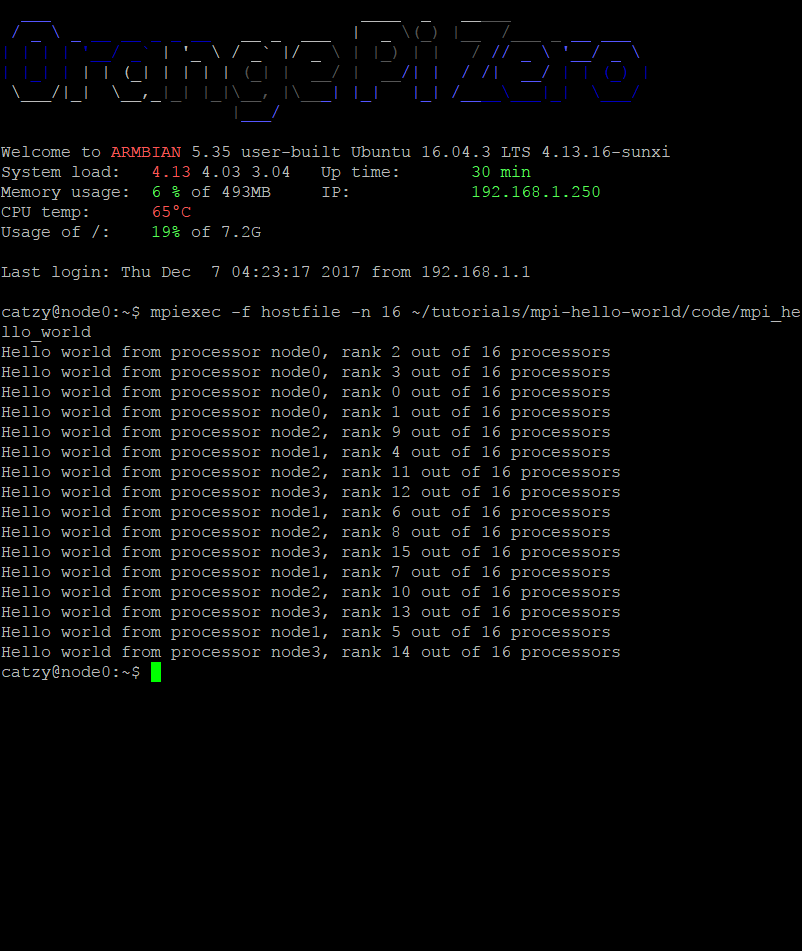 Orange Pi Zero
Welcome to ARMBIAN 5.35 user-built Ubuntu 16.04.3 LTS 4.13.16-sunxi
System load:   4.13 4.03 3.04   Up time:       30 min
Memory usage:  6 % of 493MB     IP:            192.168.1.250
CPU temp:      65°C
Usage of /:    19% of 7.2G
Last login: Thu Dec  7 04:23:17 2017 from 192.168.1.1
catzy@node0:~$ mpiexec -f hostfile -n 16 ~/tutorials/mpi-hello-world/code/mpi_he
llo_world
Hello world from processor node0, rank 2 out of 16 processors
Hello world from processor node0, rank 3 out of 16 processors
Hello world from processor node0, rank 0 out of 16 processors
Hello world from processor node0, rank 1 out of 16 processors
Hello world from processor node2, rank 9 out of 16 processors
Hello world from processor node1, rank 4 out of 16 processors
Hello world from processor node2, rank 11 out of 16 processors
Hello world from processor node3, rank 12 out of 16 processors
Hello world from processor node1, rank 6 out of 16 processors
Hello world from processor node2, rank 8 out of 16 processors
Hello world from processor node3, rank 15 out of 16 processors
Hello world from processor node1, rank 7 out of 16 processors
Hello world from processor node2, rank 10 out of 16 processors
Hello world from processor node3, rank 13 out of 16 processors
Hello world from processor node1, rank 5 out of 16 processors
Hello world from processor node3, rank 14 out of 16 processors
catzy@node0:~$